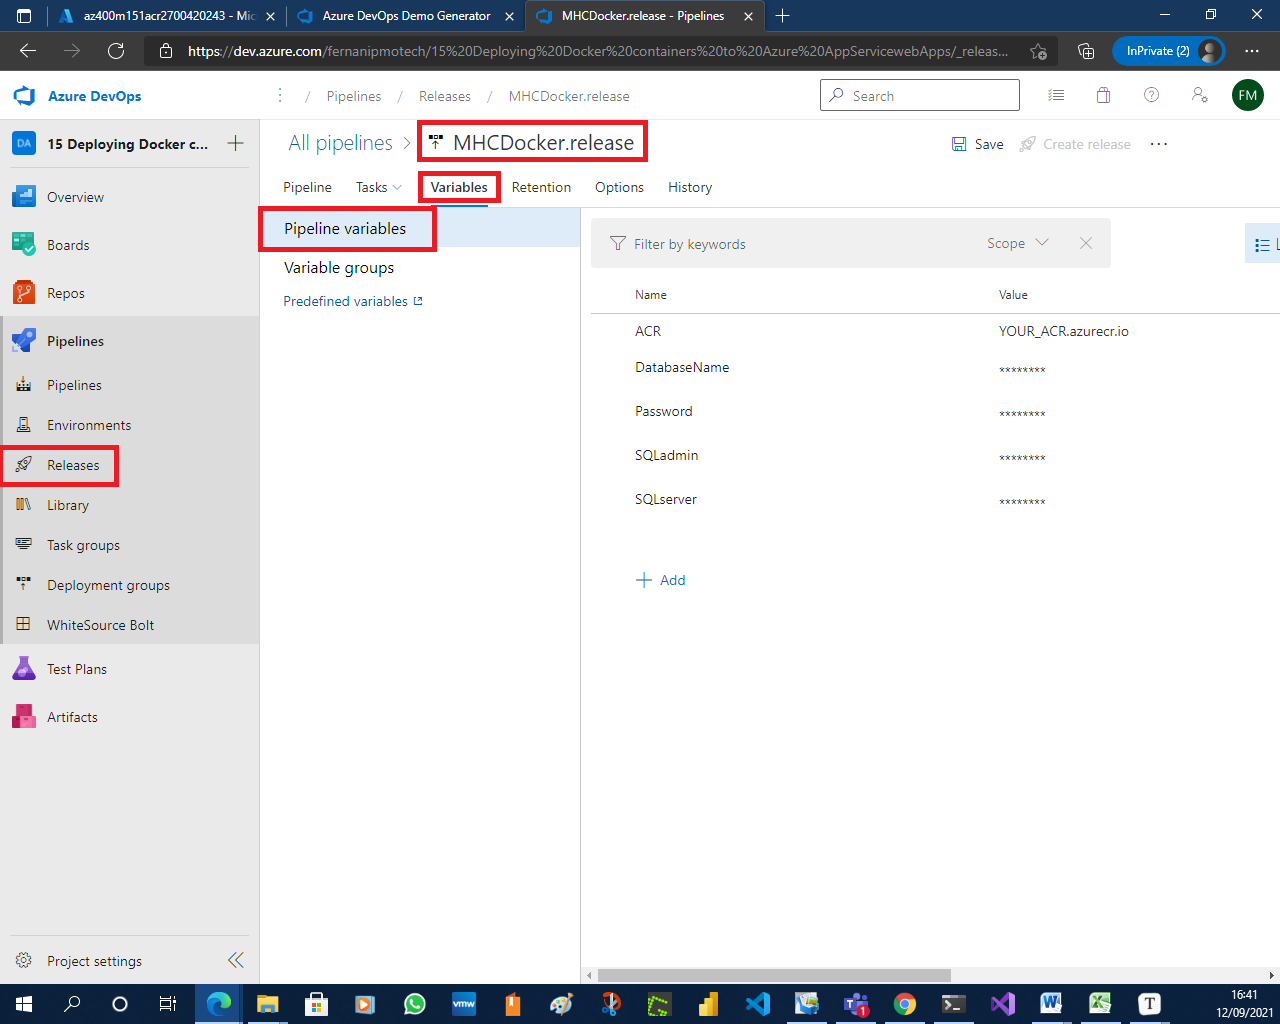 az400m151acr2700420243 - Mic
Azure DevOps Demo Generator
MHCDocker.release - Pipelines
https://dev.azure.com/fernanipmotech/15%20Deploying%20Docker%20containers%20to%20Azure%20AppServicewebApps/_releas...
InPrivate (2)
Azure DevOps
/ Pipelines / Releases / MHCDocker.release
Search
FM
DA
15 Deploying Docker c...
All pipelines > MHCDocker.release
Save
Create release
Overview
Pipeline
Tasks
Variables
Retention
Options
History
Boards
Repos
Pipelines
Pipelines
Environments
Releases
Library
Task groups
Deployment groups
WhiteSource Bolt
Test Plans
Artifacts
Project settings
Pipeline variables
Variable groups
Predefined variables
Filter by keywords
Scope
L
Name Value
ACR YOUR_ACR.azurecr.io
DatabaseName ********
Password ********
SQLadmin ********
SQLserver ********
+ Add
vmw
1
T
16:41
12/09/2021